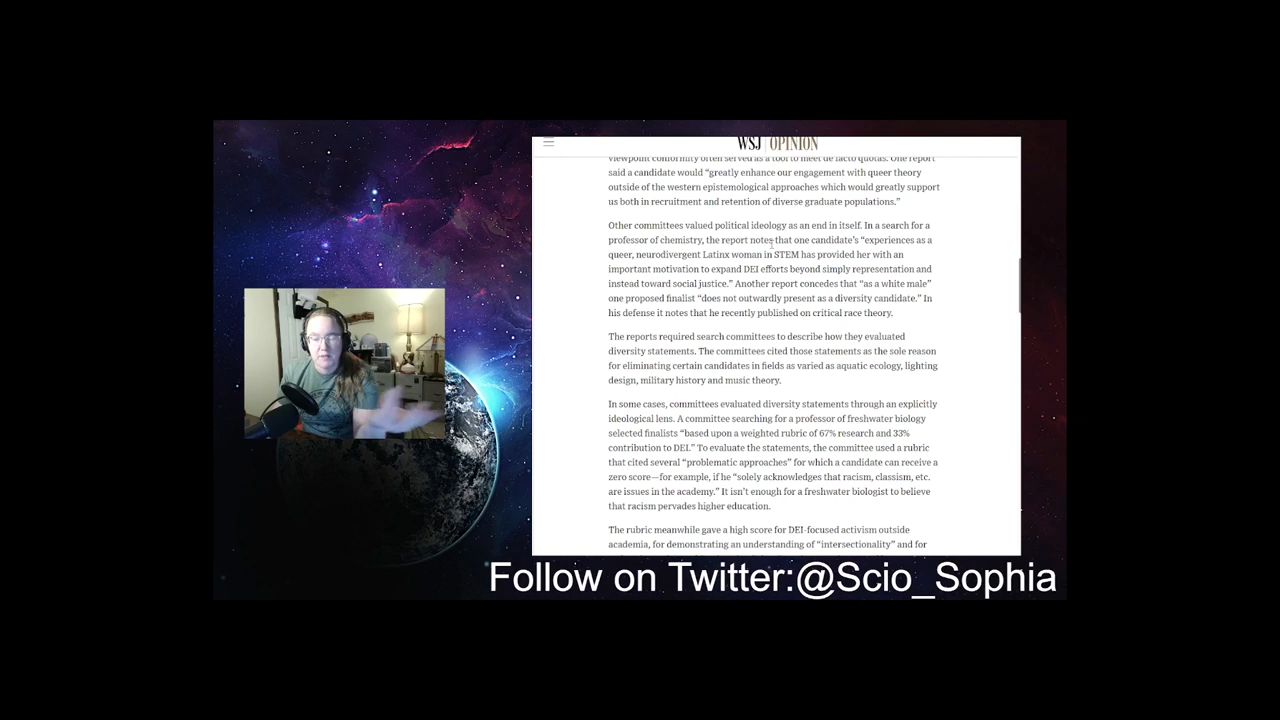 WSJ | OPINION
viewpoint conformity often served as a tool to meet de facto quotas. One report
said a candidate would “greatly enhance our engagement with queer theory
outside of the western epistemological approaches which would greatly support
us both in recruitment and retention of diverse graduate populations.”
Other committees valued political ideology as an end in itself. In a search for a
professor of chemistry, the report notes that one candidate’s “experiences as a
queer, neurodivergent Latinx woman in STEM has provided her with an
important motivation to expand DEI efforts beyond simply representation and
instead toward social justice.” Another report concedes that “as a white male”
one proposed finalist “does not outwardly present as a diversity candidate.” In
his defense it notes that he recently published on critical race theory.
The reports required search committees to describe how they evaluated
diversity statements. The committees cited those statements as the sole reason
for eliminating certain candidates in fields as varied as aquatic ecology, lighting
design, military history and music theory.
In some cases, committees evaluated diversity statements through an explicitly
ideological lens. A committee searching for a professor of freshwater biology
selected finalists “based upon a weighted rubric of 67% research and 33%
contribution to DEI.” To evaluate the statements, the committee used a rubric
that cited several “problematic approaches” for which a candidate can receive a
zero score—for example, if he “solely acknowledges that racism, classism, etc.
are issues in the academy.” It isn’t enough for a freshwater biologist to believe
that racism pervades higher education.
The rubric meanwhile gave a high score for DEI-focused activism outside
academia, for demonstrating an understanding of “intersectionality” and for
Follow on Twitter:@Scio_Sophia